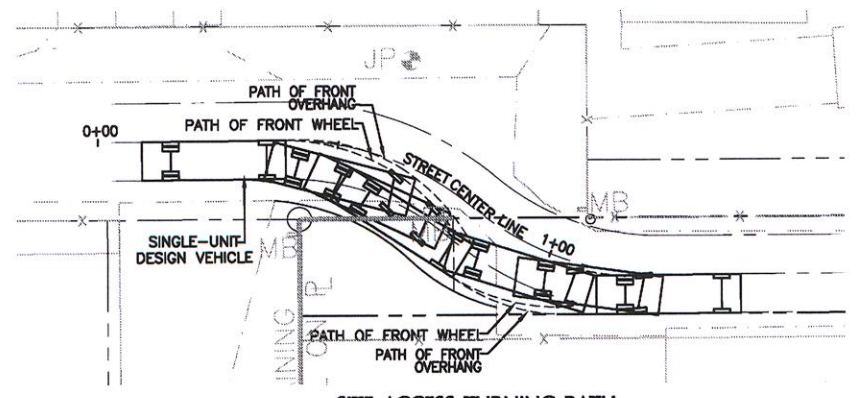 JP
PATH OF FRONT
OVERHANG
PATH OF FRONT WHEEL
0+00
STREET CENTER LINE
MB
1+00
SINGLE-UNIT
DESIGN VEHICLE
MB
PATH OF FRONT WHEEL
PATH OF FRONT
OVERHANG